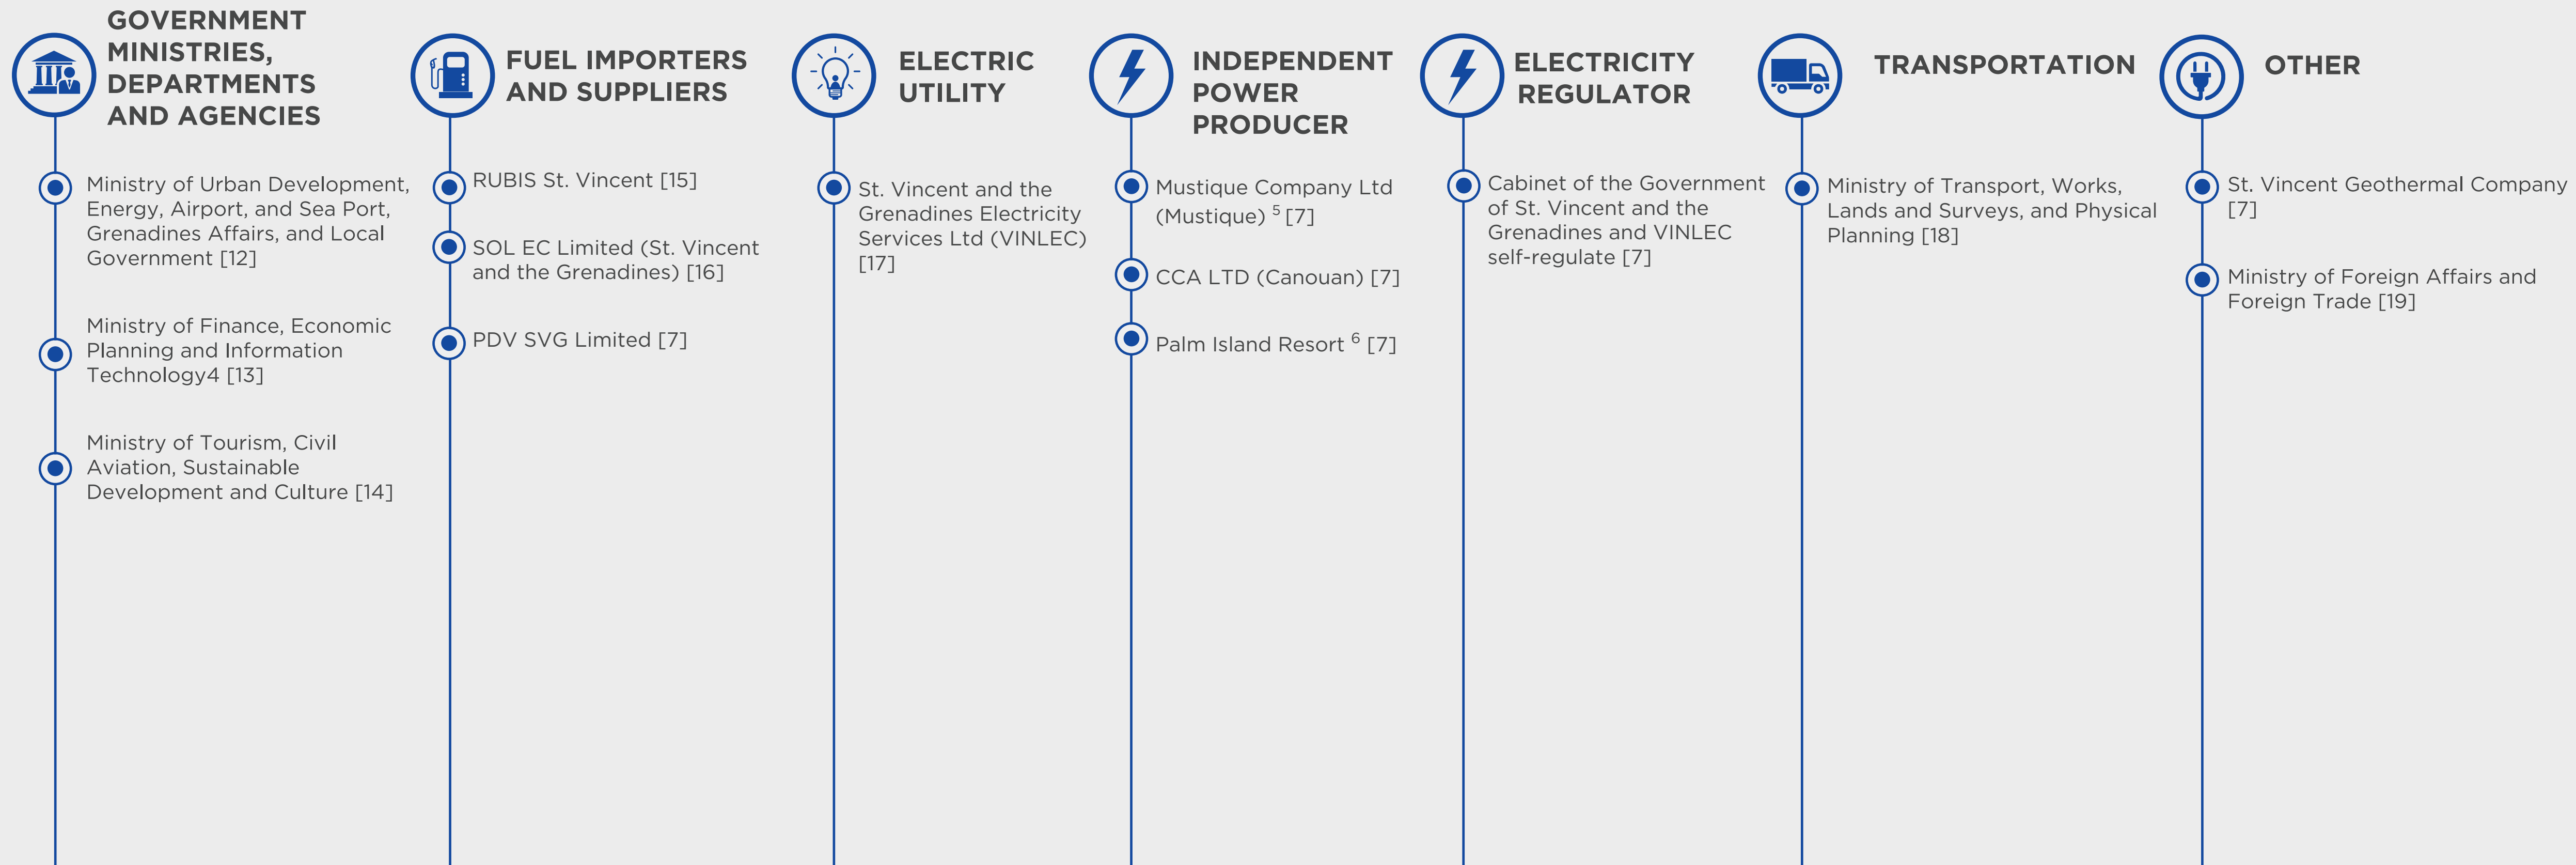 GOVERNMENT
MINISTRIES,
DEPARTMENTS
AND AGENCIES
Ministry of Urban Development,
Energy, Airport, and Sea Port,
Grenadines Affairs, and Local
Government [12]
Ministry of Finance, Economic
Planning and Information
Technology4 [13]
Ministry of Tourism, Civil
Aviation, Sustainable
Development and Culture [14]
FUEL IMPORTERS
AND SUPPLIERS
RUBIS St. Vincent [15]
SOL EC Limited (St. Vincent
and the Grenadines) [16]
PDV SVG Limited [7]
ELECTRIC
UTILITY
St. Vincent and the
Grenadines Electricity
Services Ltd (VINLEC)
[17]
INDEPENDENT
POWER
PRODUCER
Mustique Company Ltd
(Mustique) 5 [7]
CCA LTD (Canouan) [7]
Palm Island Resort 6 [7]
ELECTRICITY
REGULATOR
Cabinet of the Government
of St. Vincent and the
Grenadines and VINLEC
self-regulate [7]
TRANSPORTATION
Ministry of Transport, Works,
Lands and Surveys, and Physical
Planning [18]
OTHER
St. Vincent Geothermal Company
[7]
Ministry of Foreign Affairs and
Foreign Trade [19]